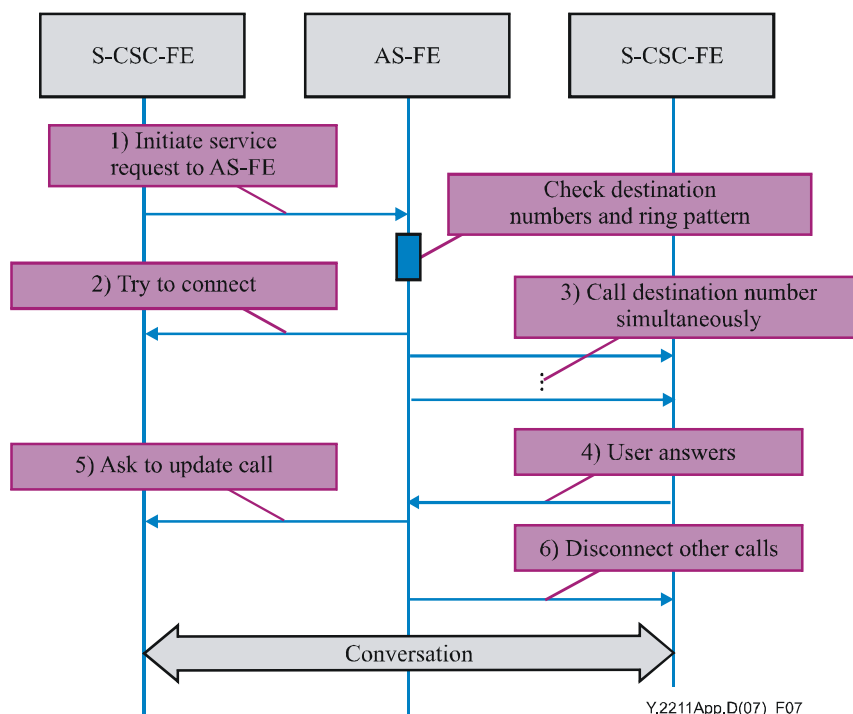 S-CSC-FE
AS-FE
S-CSC-FE
1) Initiate service
request to AS-FE
Check destination
numbers and ring pattern
2) Try to connect
3) Call destination number
simultaneously
4) User answers
5) Ask to update call
6) Disconnect other calls
Conversation
Y.2211App.D(07)_F07